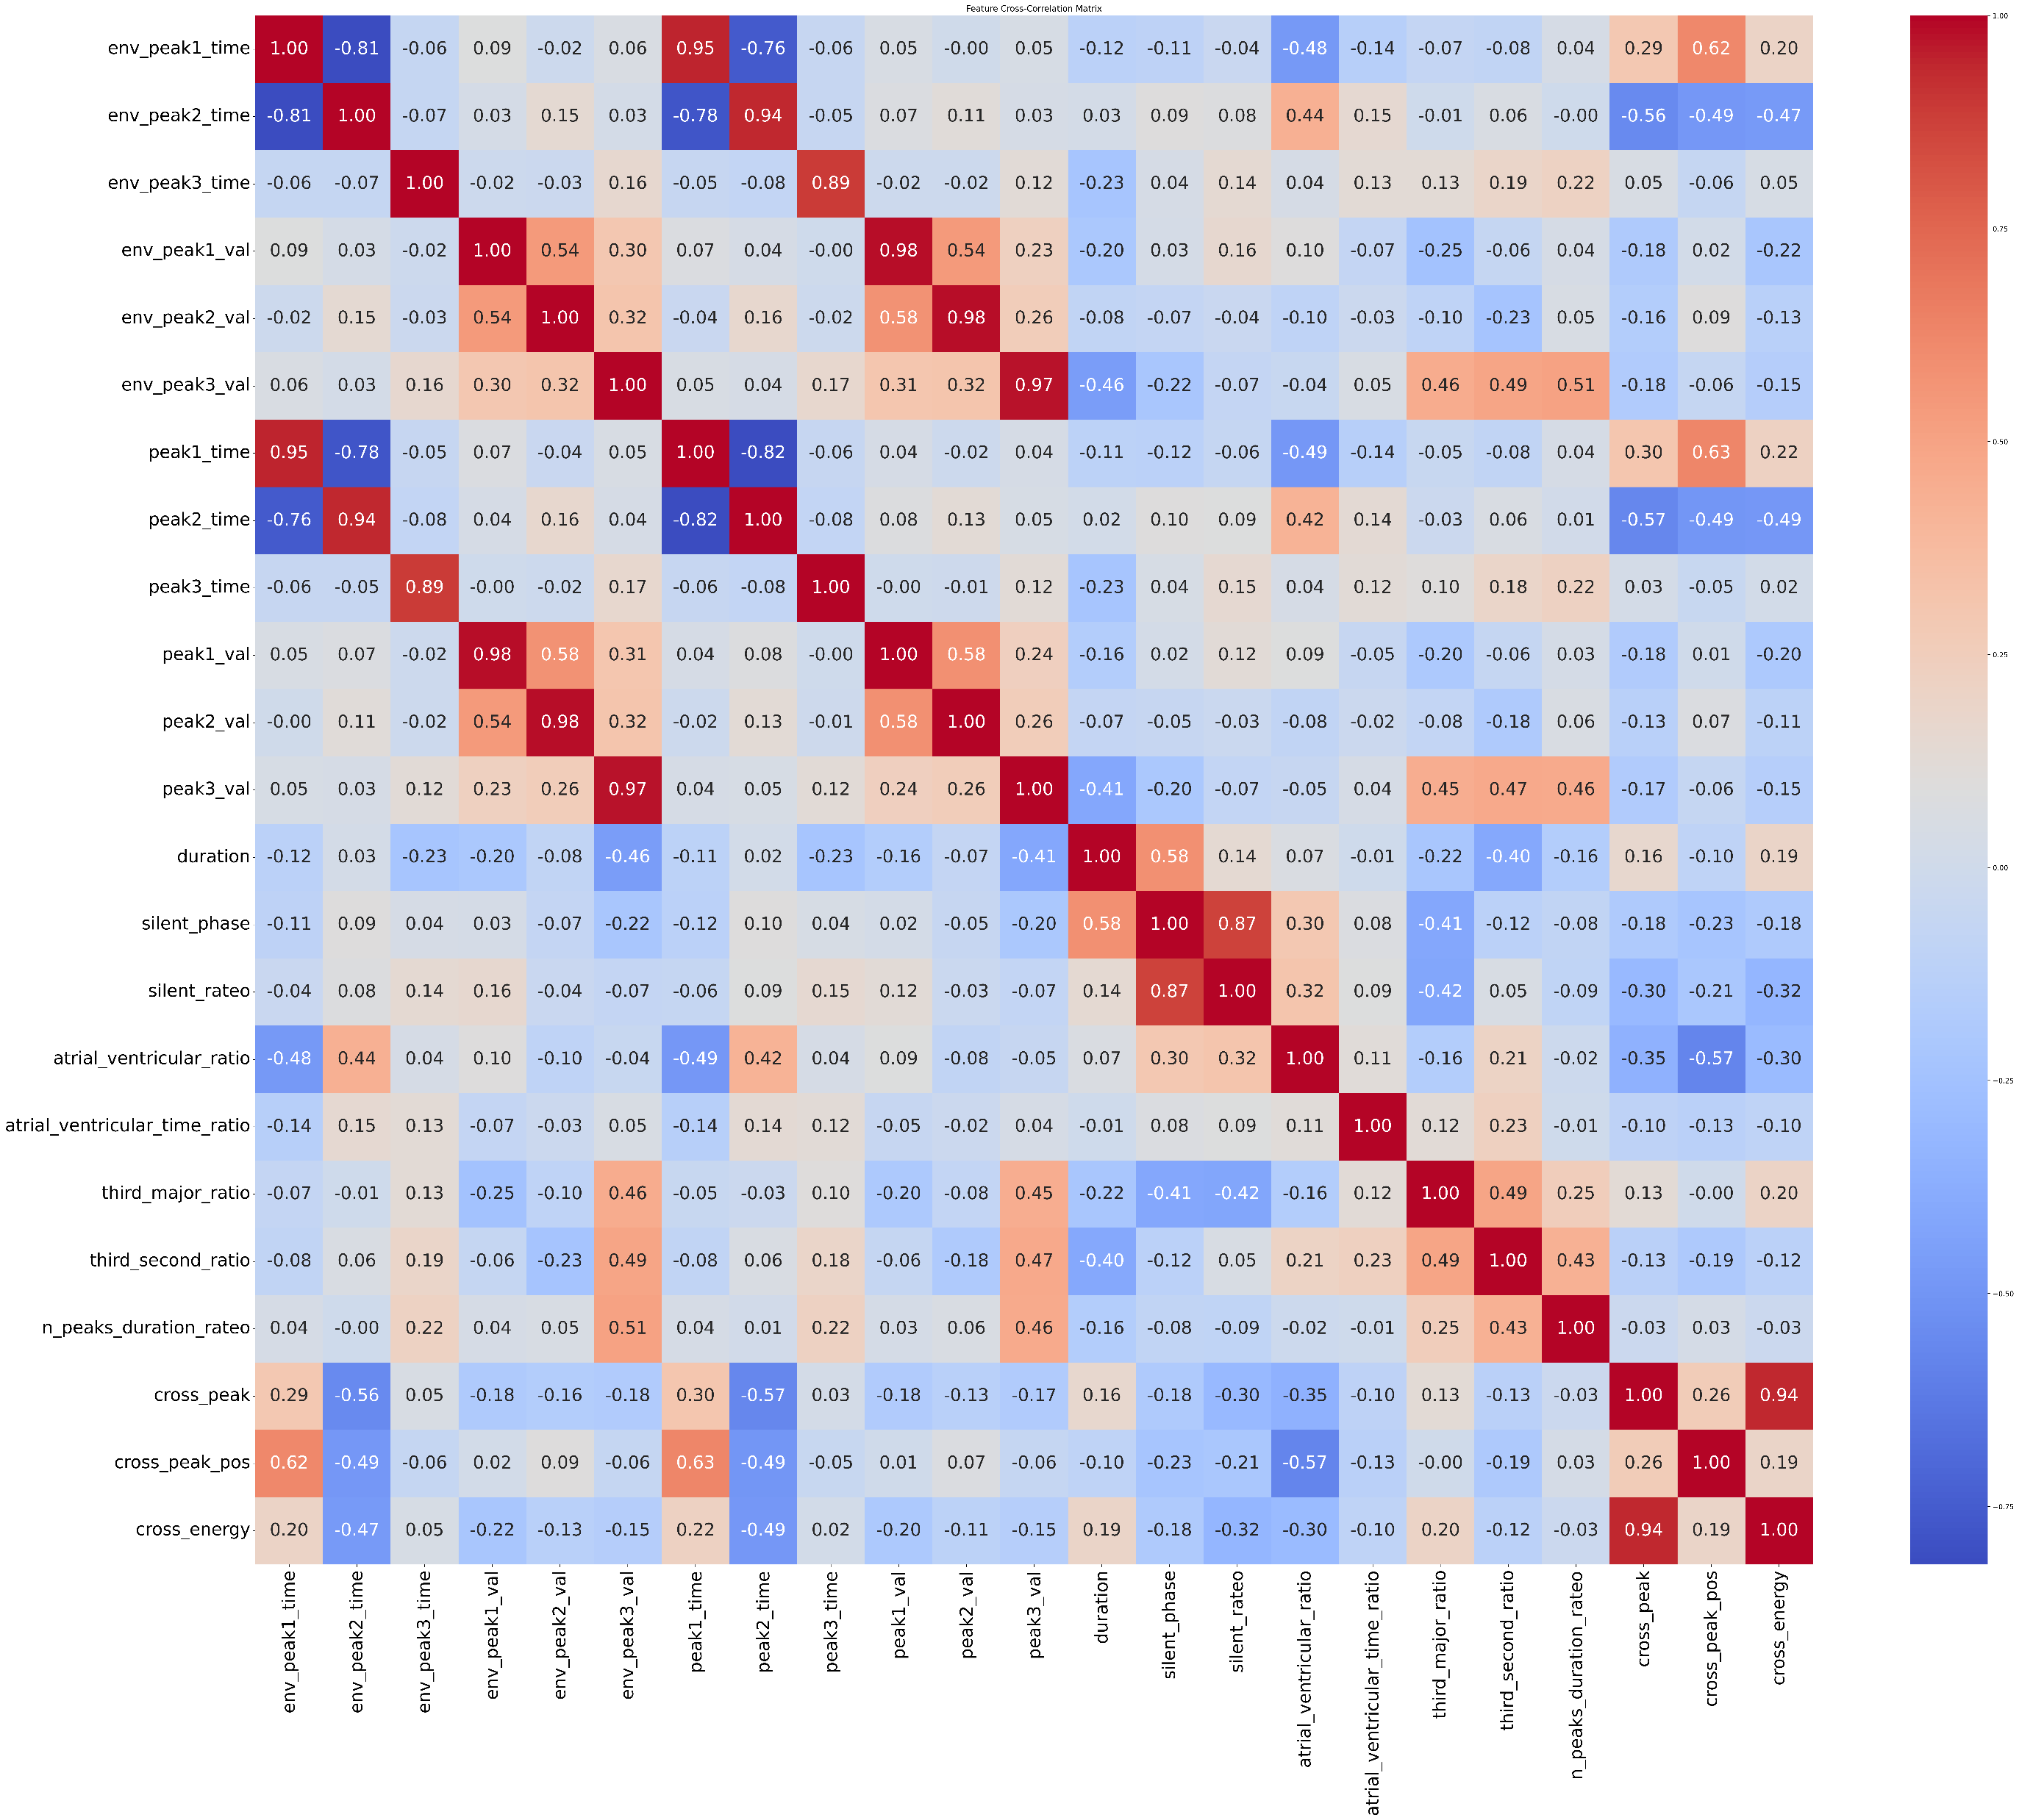 Feature Cross-Correlation Matrix
env_peak1_time 1.00 -0.81 -0.06 0.09 -0.02 0.06 0.95 -0.76 -0.06 0.05 -0.00 0.05 -0.12 -0.11 -0.04 -0.48 -0.14 -0.07 -0.08 0.04 0.29 0.62 0.20
env_peak2_time -0.81 1.00 -0.07 0.03 0.15 0.03 -0.78 0.94 -0.05 0.07 0.11 0.03 0.03 0.09 0.08 0.44 0.15 -0.01 0.06 -0.00 -0.56 -0.49 -0.47
env_peak3_time -0.06 -0.07 1.00 -0.02 -0.03 0.16 -0.05 -0.08 0.89 -0.02 -0.02 0.12 -0.23 0.04 0.14 0.04 0.13 0.13 0.19 0.22 0.05 -0.06 0.05
env_peak1_val 0.09 0.03 -0.02 1.00 0.54 0.30 0.07 0.04 -0.00 0.98 0.54 0.23 -0.20 0.03 0.16 0.10 -0.07 -0.25 -0.06 0.04 -0.18 0.02 -0.22
env_peak2_val -0.02 0.15 -0.03 0.54 1.00 0.32 -0.04 0.16 -0.02 0.58 0.98 0.26 -0.08 -0.07 -0.04 -0.10 -0.03 -0.10 -0.23 0.05 -0.16 0.09 -0.13
env_peak3_val 0.06 0.03 0.16 0.30 0.32 1.00 0.05 0.04 0.17 0.31 0.32 0.97 -0.46 -0.22 -0.07 -0.04 0.05 0.46 0.49 0.51 -0.18 -0.06 -0.15
peak1_time 0.95 -0.78 -0.05 0.07 -0.04 0.05 1.00 -0.82 -0.06 0.04 -0.02 0.04 -0.11 -0.12 -0.06 -0.49 -0.14 -0.05 -0.08 0.04 0.30 0.63 0.22
peak2_time -0.76 0.94 -0.08 0.04 0.16 0.04 -0.82 1.00 -0.08 0.08 0.13 0.05 0.02 0.10 0.09 0.42 0.14 -0.03 0.06 0.01 -0.57 -0.49 -0.49
peak3_time -0.06 -0.05 0.89 -0.00 -0.02 0.17 -0.06 -0.08 1.00 -0.00 -0.01 0.12 -0.23 0.04 0.15 0.04 0.12 0.10 0.18 0.22 0.03 -0.05 0.02
peak1_val 0.05 0.07 -0.02 0.98 0.58 0.31 0.04 0.08 -0.00 1.00 0.58 0.24 -0.16 0.02 0.12 0.09 -0.05 -0.20 -0.06 0.03 -0.18 0.01 -0.20
peak2_val -0.00 0.11 -0.02 0.54 0.98 0.32 -0.02 0.13 -0.01 0.58 1.00 0.26 -0.07 -0.05 -0.03 -0.08 -0.02 -0.08 -0.18 0.06 -0.13 0.07 -0.11
peak3_val 0.05 0.03 0.12 0.23 0.26 0.97 0.04 0.05 0.12 0.24 0.26 1.00 -0.41 -0.20 -0.07 -0.05 0.04 0.45 0.47 0.46 -0.17 -0.06 -0.15
duration -0.12 0.03 -0.23 -0.20 -0.08 -0.46 -0.11 0.02 -0.23 -0.16 -0.07 -0.41 1.00 0.58 0.14 0.07 -0.01 -0.22 -0.40 -0.16 0.16 -0.10 0.19
silent_phase -0.11 0.09 0.04 0.03 -0.07 -0.22 -0.12 0.10 0.04 0.02 -0.05 -0.20 0.58 1.00 0.87 0.30 0.08 -0.41 -0.12 -0.08 -0.18 -0.23 -0.18
silent_rateo -0.04 0.08 0.14 0.16 -0.04 -0.07 -0.06 0.09 0.15 0.12 -0.03 -0.07 0.14 0.87 1.00 0.32 0.09 -0.42 0.05 -0.09 -0.30 -0.21 -0.32
atrial_ventricular_ratio -0.48 0.44 0.04 0.10 -0.10 -0.04 -0.49 0.42 0.04 0.09 -0.08 -0.05 0.07 0.30 0.32 1.00 0.11 -0.16 0.21 -0.02 -0.35 -0.57 -0.30
atrial_ventricular_time_ratio -0.14 0.15 0.13 -0.07 -0.03 0.05 -0.14 0.14 0.12 -0.05 -0.02 0.04 -0.01 0.08 0.09 0.11 1.00 0.12 0.23 -0.01 -0.10 -0.13 -0.10
third_major_ratio -0.07 -0.01 0.13 -0.25 -0.10 0.46 -0.05 -0.03 0.10 -0.20 -0.08 0.45 -0.22 -0.41 -0.42 -0.16 0.12 1.00 0.49 0.25 0.13 -0.00 0.20
third_second_ratio -0.08 0.06 0.19 -0.06 -0.23 0.49 -0.08 0.06 0.18 -0.06 -0.18 0.47 -0.40 -0.12 0.05 0.21 0.23 0.49 1.00 0.43 -0.13 -0.19 -0.12
n_peaks_duration_rateo 0.04 -0.00 0.22 0.04 0.05 0.51 0.04 0.01 0.22 0.03 0.06 0.46 -0.16 -0.08 -0.09 -0.02 -0.01 0.25 0.43 1.00 -0.03 0.03 -0.03
cross_peak 0.29 -0.56 0.05 -0.18 -0.16 -0.18 0.30 -0.57 0.03 -0.18 -0.13 -0.17 0.16 -0.18 -0.30 -0.35 -0.10 0.13 -0.13 -0.03 1.00 0.26 0.94
cross_peak_pos 0.62 -0.49 -0.06 0.02 0.09 -0.06 0.63 -0.49 -0.05 0.01 0.07 -0.06 -0.10 -0.23 -0.21 -0.57 -0.13 -0.00 -0.19 0.03 0.26 1.00 0.19
cross_energy 0.20 -0.47 0.05 -0.22 -0.13 -0.15 0.22 -0.49 0.02 -0.20 -0.11 -0.15 0.19 -0.18 -0.32 -0.30 -0.10 0.20 -0.12 -0.03 0.94 0.19 1.00
env_peak1_time
env_peak2_time
env_peak3_time
env_peak1_val
env_peak2_val
env_peak3_val
peak1_time
peak2_time
peak3_time
peak1_val
peak2_val
peak3_val
duration
silent_phase
silent_rateo
atrial_ventricular_ratio
atrial_ventricular_time_ratio
third_major_ratio
third_second_ratio
n_peaks_duration_rateo
cross_peak
cross_peak_pos
cross_energy
1.00
0.75
0.50
0.25
0.00
−0.25
−0.50
−0.75